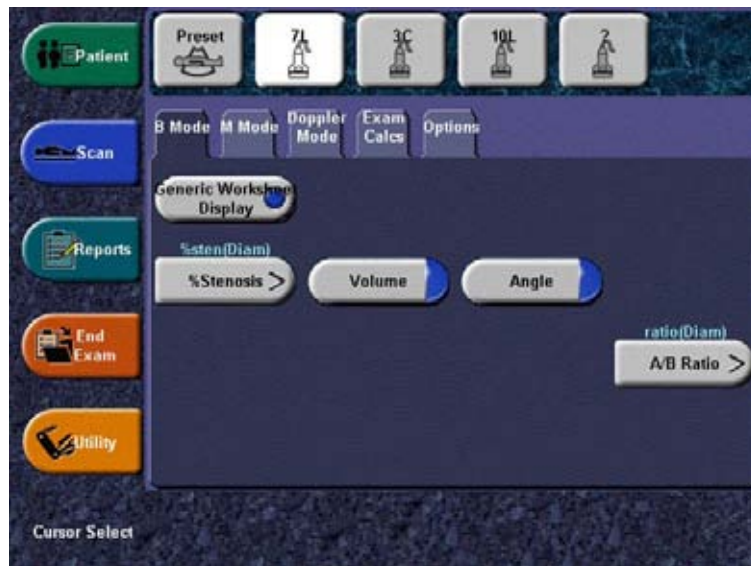 Patient
Preset
7L
3C
10L
2
B Mode
M Mode
Doppler
Mode
Exam
Calcs
Options
Scan
Generic Workshee
Display
Reports
%sten(Diam)
%Stenosis >
Volume
Angle
End
Exam
ratio(Diam)
A/B Ratio >
Utility
Cursor Select